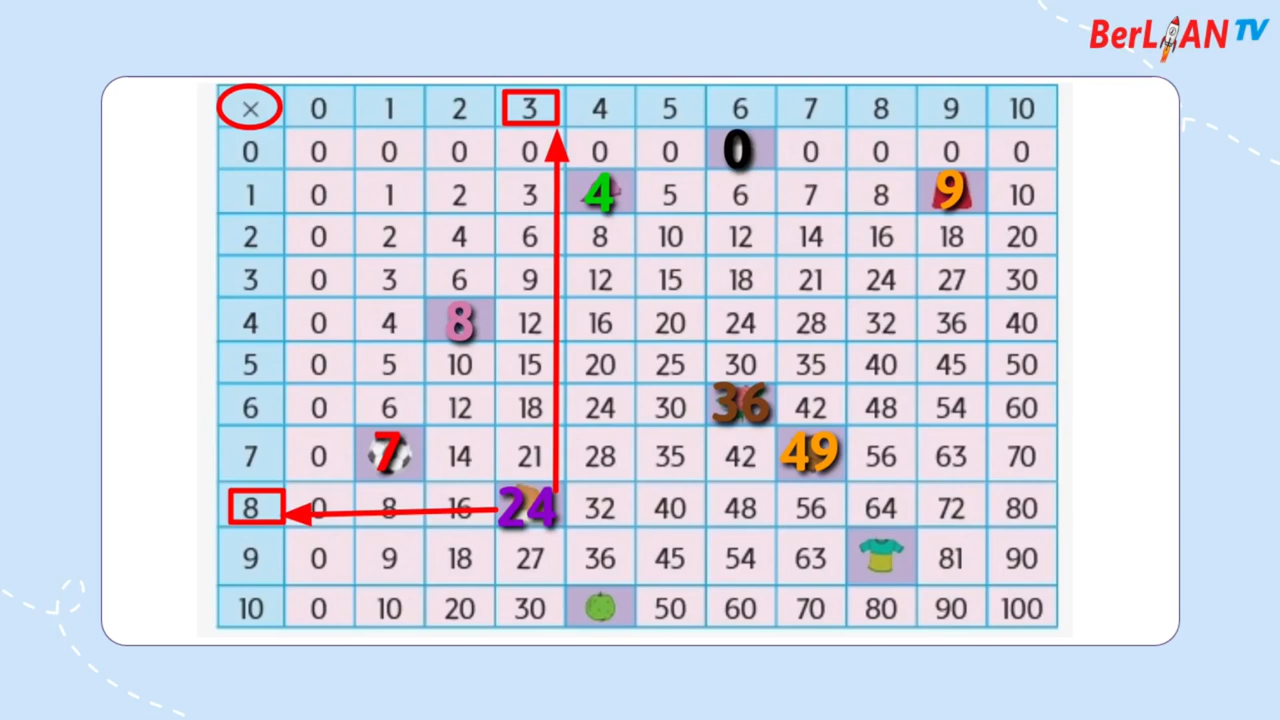 BerLIAN TV
× 0 1 2 3 4 5 6 7 8 9 10
0 0 0 0 0 0 0 0 0 0 0 0
1 0 1 2 3 4 5 6 7 8 9 10
2 0 2 4 6 8 10 12 14 16 18 20
3 0 3 6 9 12 15 18 21 24 27 30
4 0 4 8 12 16 20 24 28 32 36 40
5 0 5 10 15 20 25 30 35 40 45 50
6 0 6 12 18 24 30 36 42 48 54 60
7 0 7 14 21 28 35 42 49 56 63 70
8 0 8 16 24 32 40 48 56 64 72 80
9 0 9 18 27 36 45 54 63 81 90
10 0 10 20 30 50 60 70 80 90 100